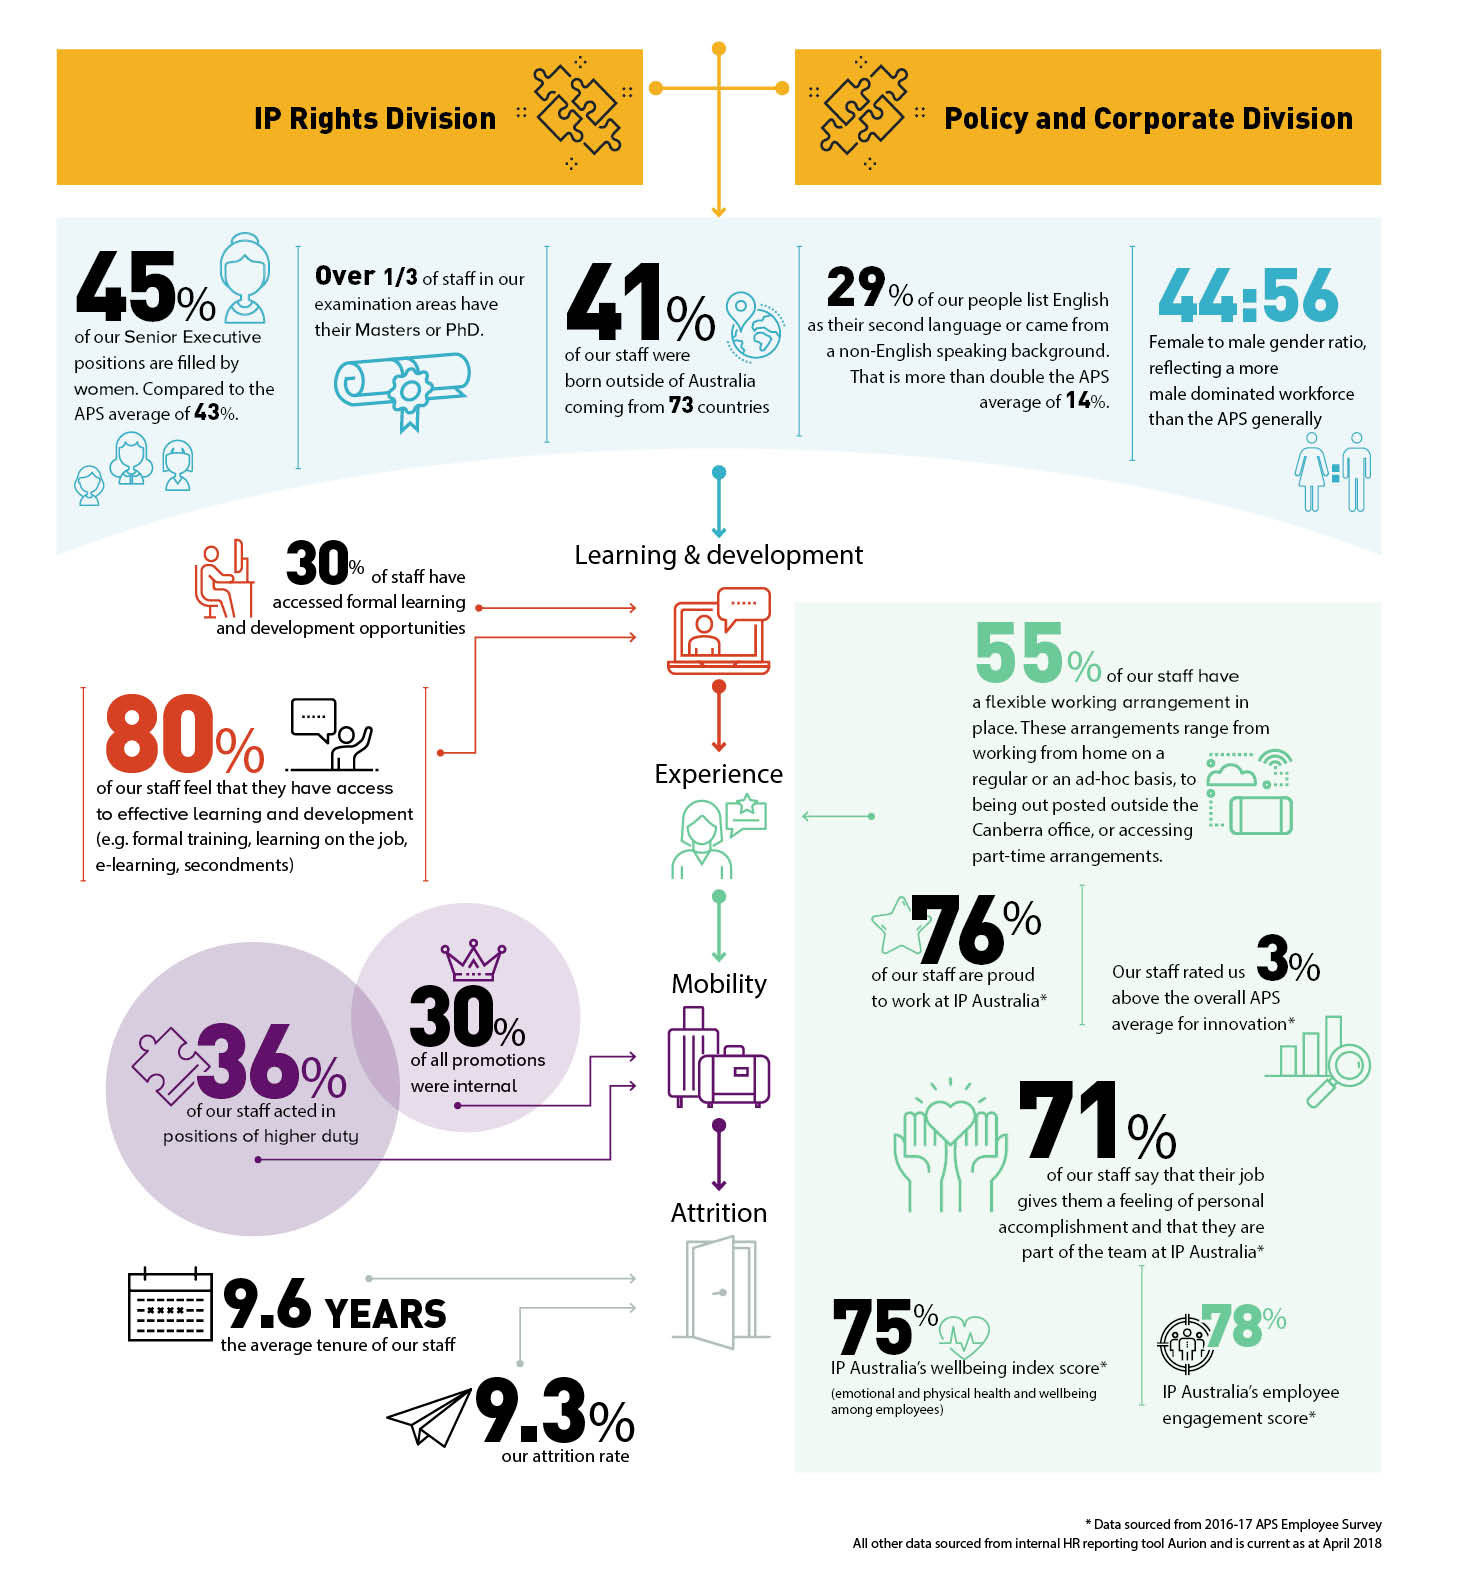 IP Rights Division
Policy and Corporate Division
45%
of our Senior Executive
positions are filled by
women. Compared to the
APS average of 43%.
Over 1/3 of staff in our
examination areas have
their Masters or PhD.
41%
of our staff were
born outside of Australia
coming from 73 countries
29% of our people list English
as their second language or came from
a non-English speaking background.
That is more than double the APS
average of 14%.
44:56
Female to male gender ratio,
reflecting a more
male dominated workforce
than the APS generally
Learning & development
30% of staff have
accessed formal learning
and development opportunities
80%
of our staff feel that they have access
to effective learning and development
(e.g. formal training, learning on the job,
e-learning, secondments)
Experience
55% of our staff have
a flexible working arrangement in
place. These arrangements range from
working from home on a
regular or an ad-hoc basis, to
being out posted outside the
Canberra office, or accessing
part-time arrangements.
76%
of our staff are proud
to work at IP Australia*
Our staff rated us 3%
above the overall APS
average for innovation*
71%
of our staff say that their job
gives them a feeling of personal
accomplishment and that they are
part of the team at IP Australia*
75%
IP Australia's wellbeing index score*
(emotional and physical health and wellbeing
among employees)
78%
IP Australia's employee
engagement score*
Mobility
30%
of all promotions
were internal
36%
of our staff acted in
positions of higher duty
Attrition
9.6 YEARS
the average tenure of our staff
9.3%
our attrition rate
* Data sourced from 2016-17 APS Employee Survey
All other data sourced from internal HR reporting tool Aurion and is current as at April 2018